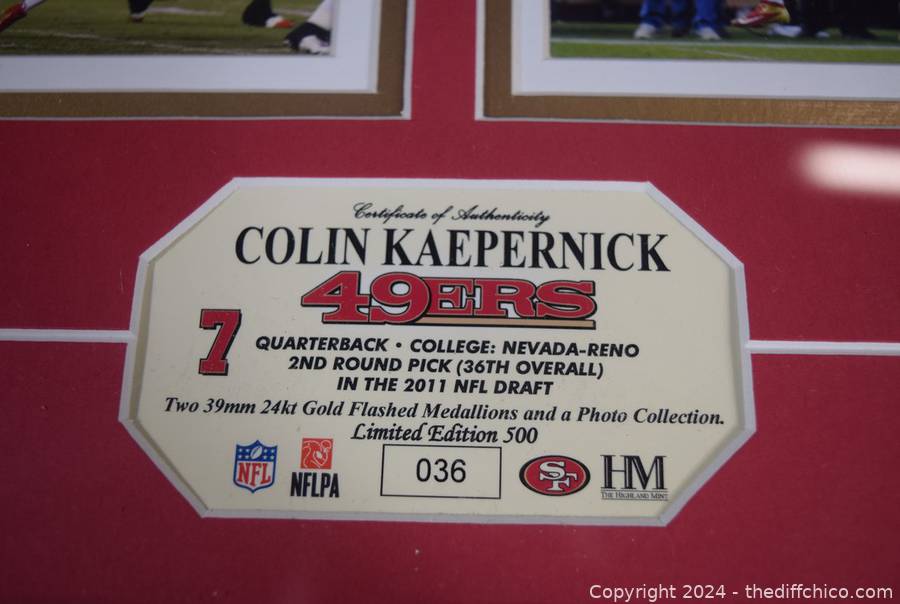 Certificate of Authenticity
COLIN KAEPERNICK
49ERS
7
QUARTERBACK • COLLEGE: NEVADA-RENO
2ND ROUND PICK (36TH OVERALL)
IN THE 2011 NFL DRAFT
Two 39mm 24kt Gold Flashed Medallions and a Photo Collection.
Limited Edition 500
NFL
NFLPA
036
SF
HM
THE HIGHLAND MINT
Copyright 2024 - thediffchico.com